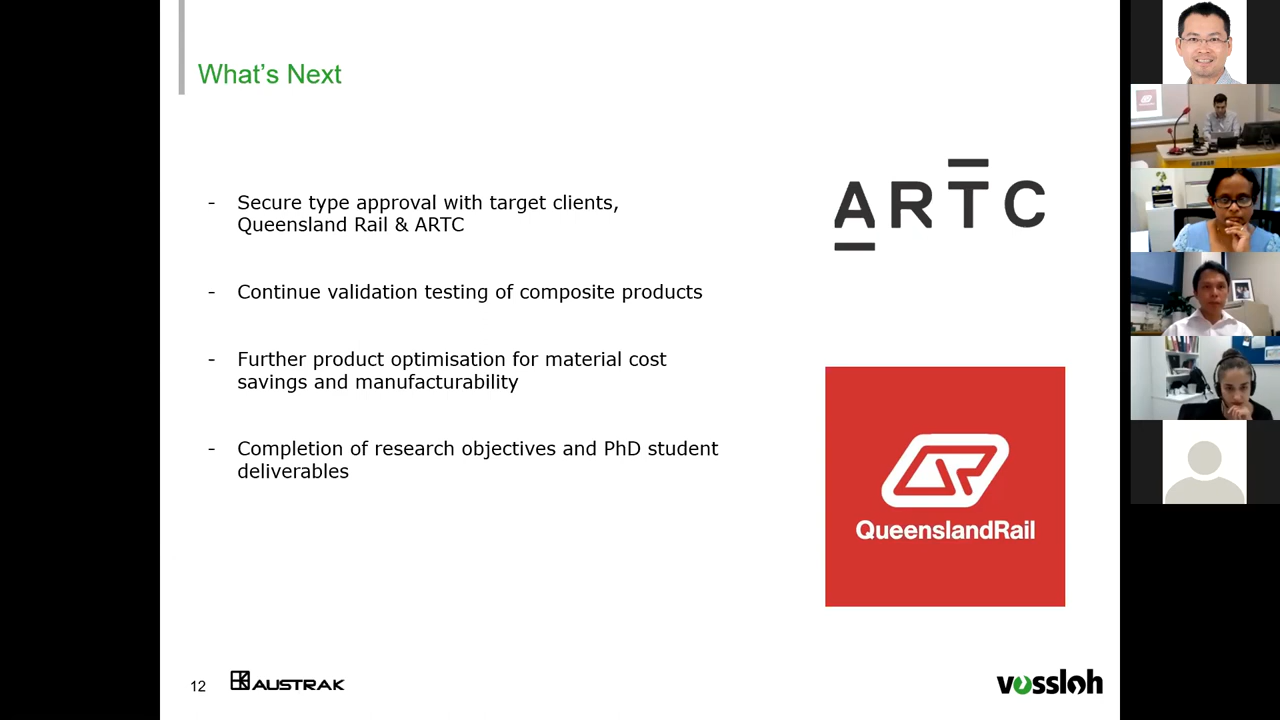 What's Next
- Secure type approval with target clients,
Queensland Rail & ARTC
- Continue validation testing of composite products
- Further product optimisation for material cost
savings and manufacturability
- Completion of research objectives and PhD student
deliverables
ARTC
QueenslandRail
12
AUSTRAK
vossloh